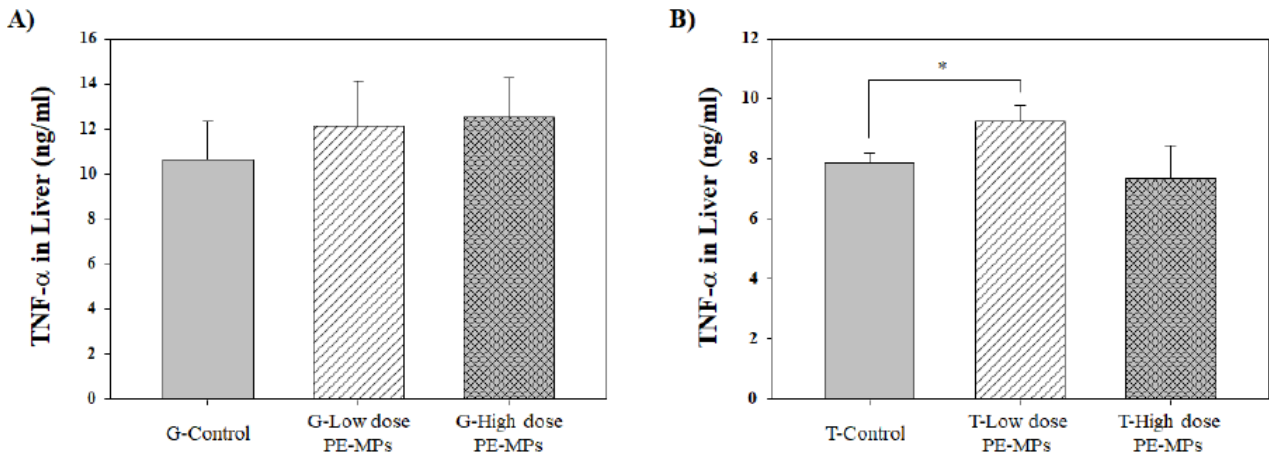 A)
TNF-α in Liver (ng/ml)
16
14
12
10
8
6
4
2
0
G-Control
G-Low dose
PE-MPs
G-High dose
PE-MPs
B)
TNF-α in Liver (ng/ml)
12
10
8
6
4
2
0
*
T-Control
T-Low dose
PE-MPs
T-High dose
PE-MPs